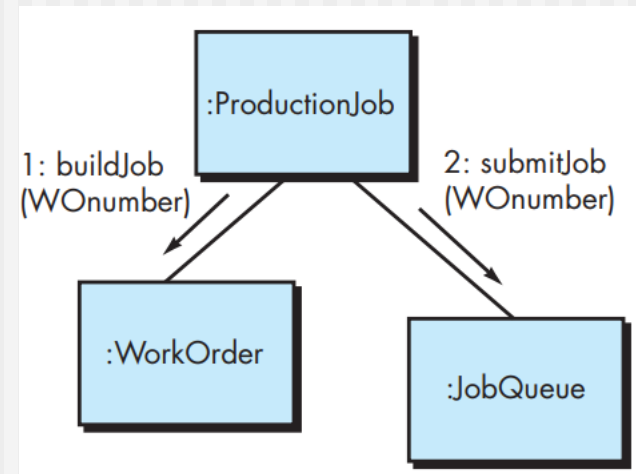 :ProductionJob
1: buildJob
(WOnumber)
2: submitJob
(WOnumber)
:WorkOrder
:JobQueue